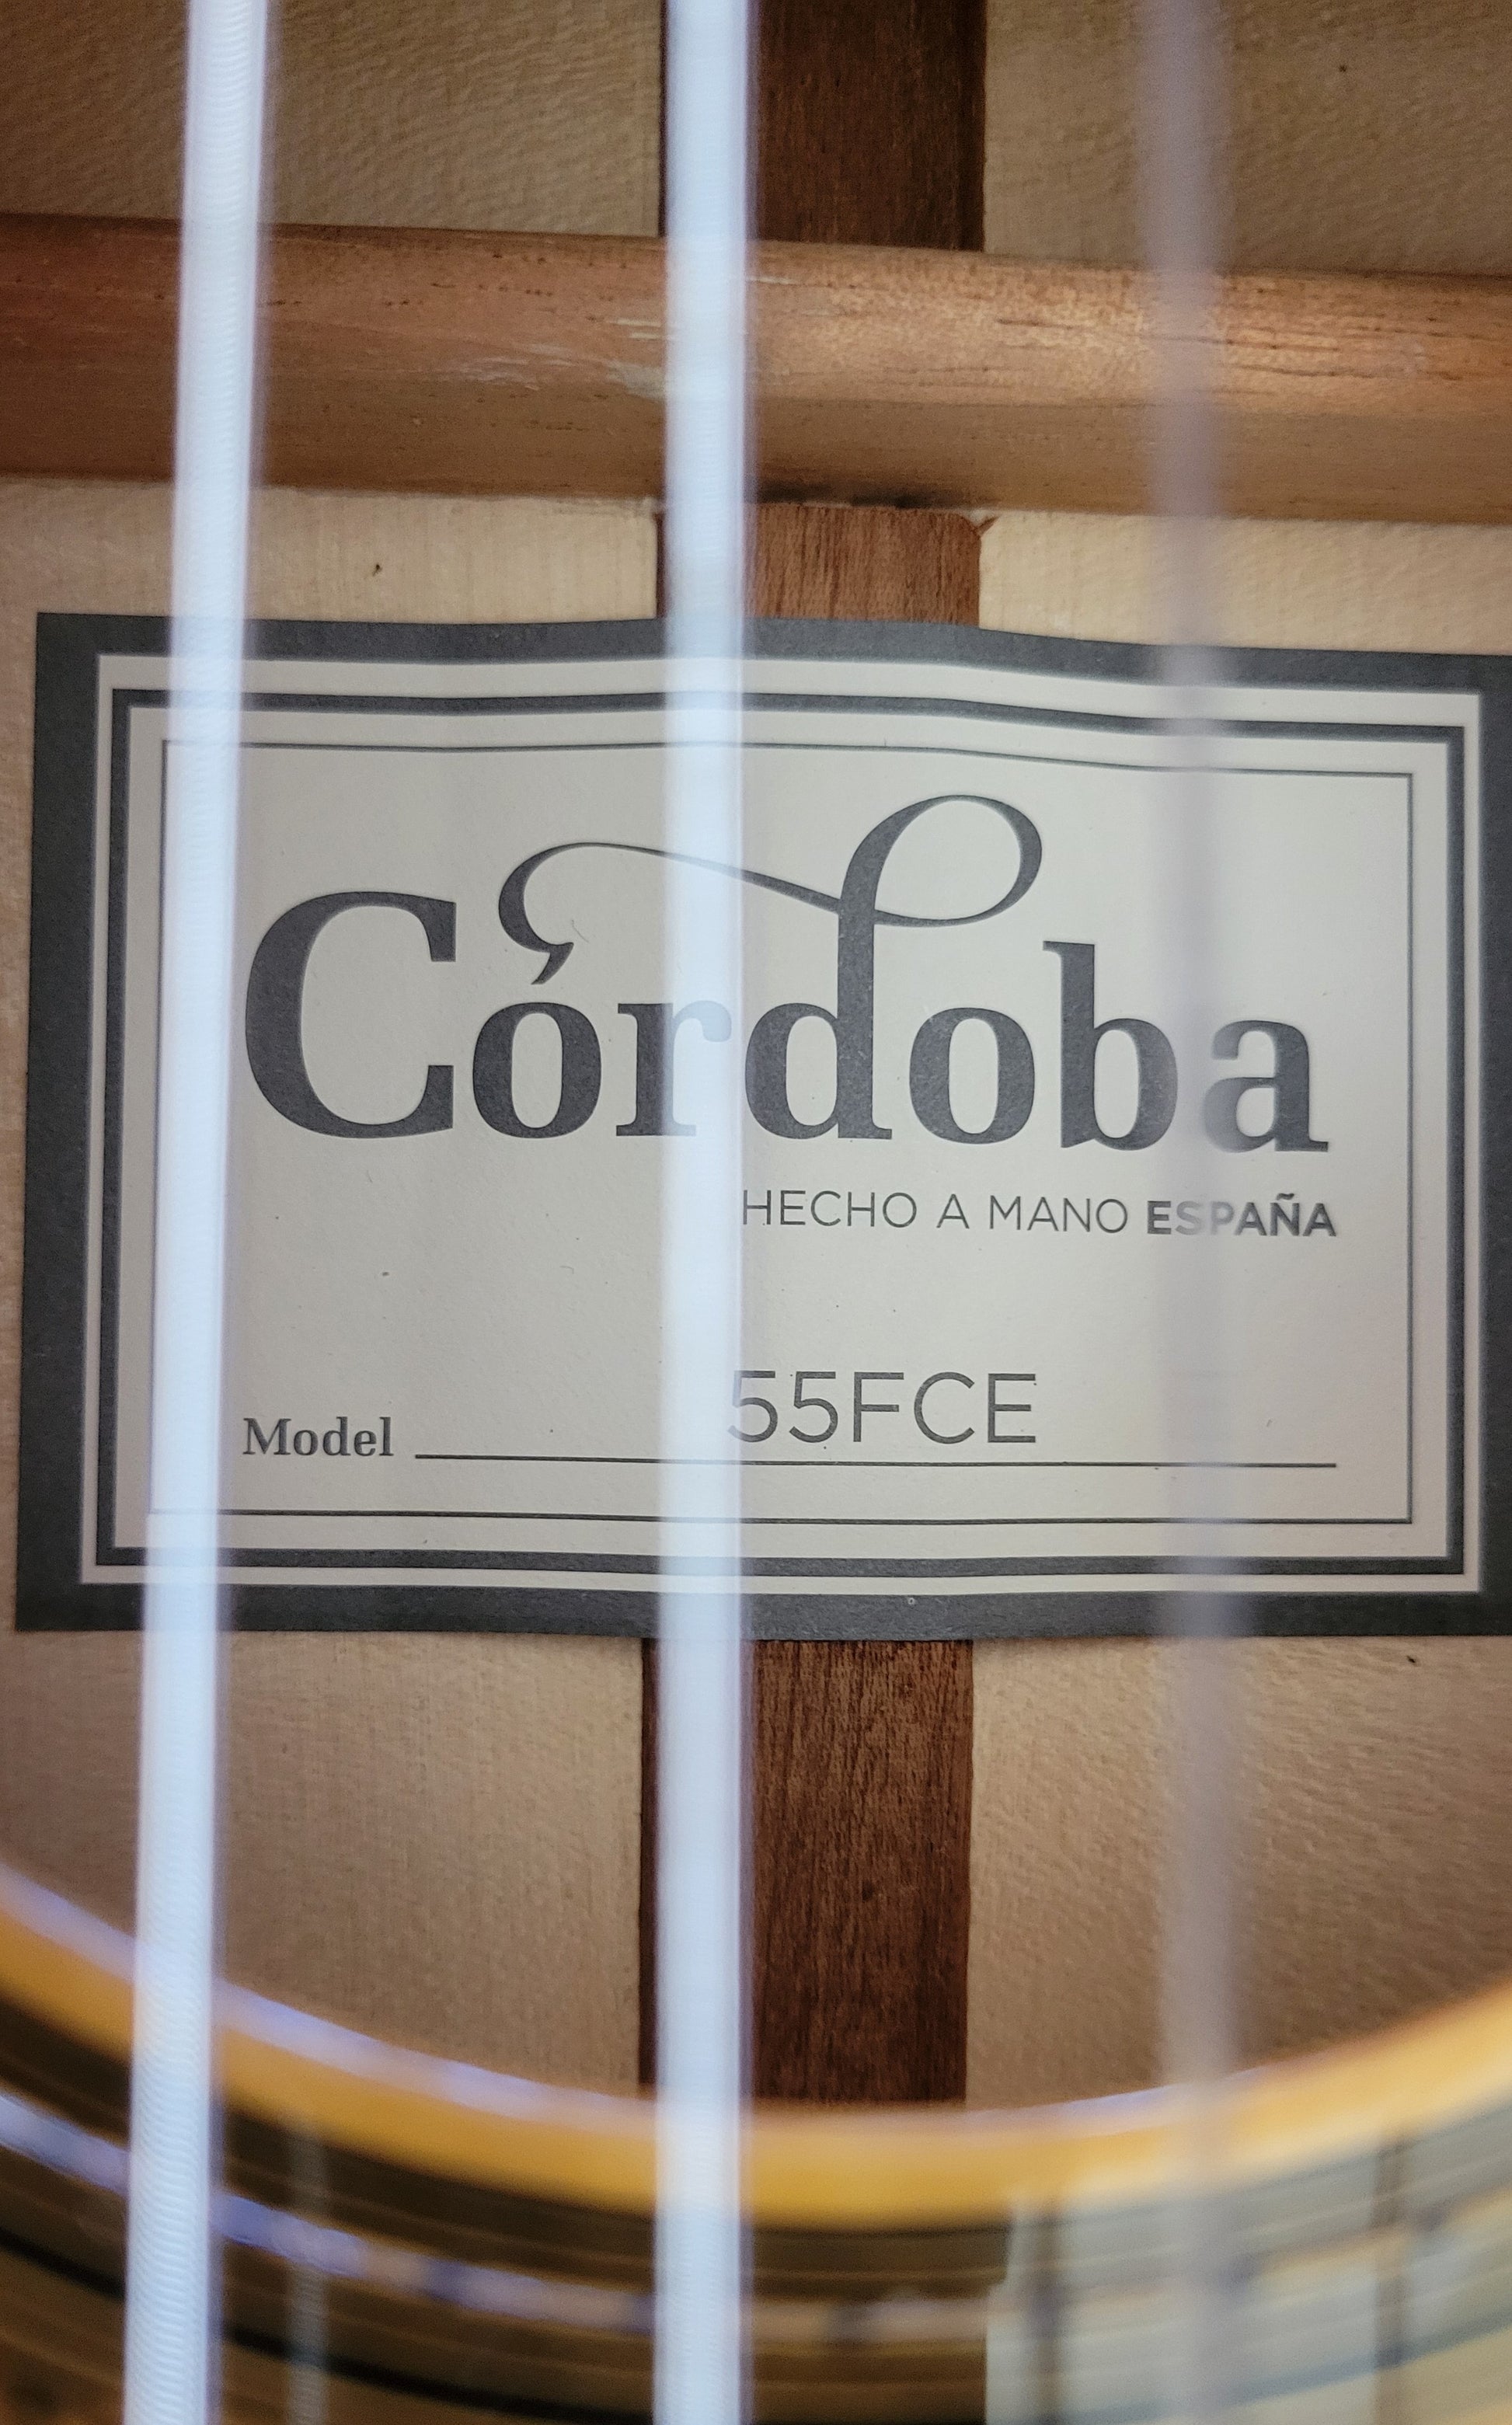 Córdoba
HECHO A MANO ESPAÑA
Model 55FCE